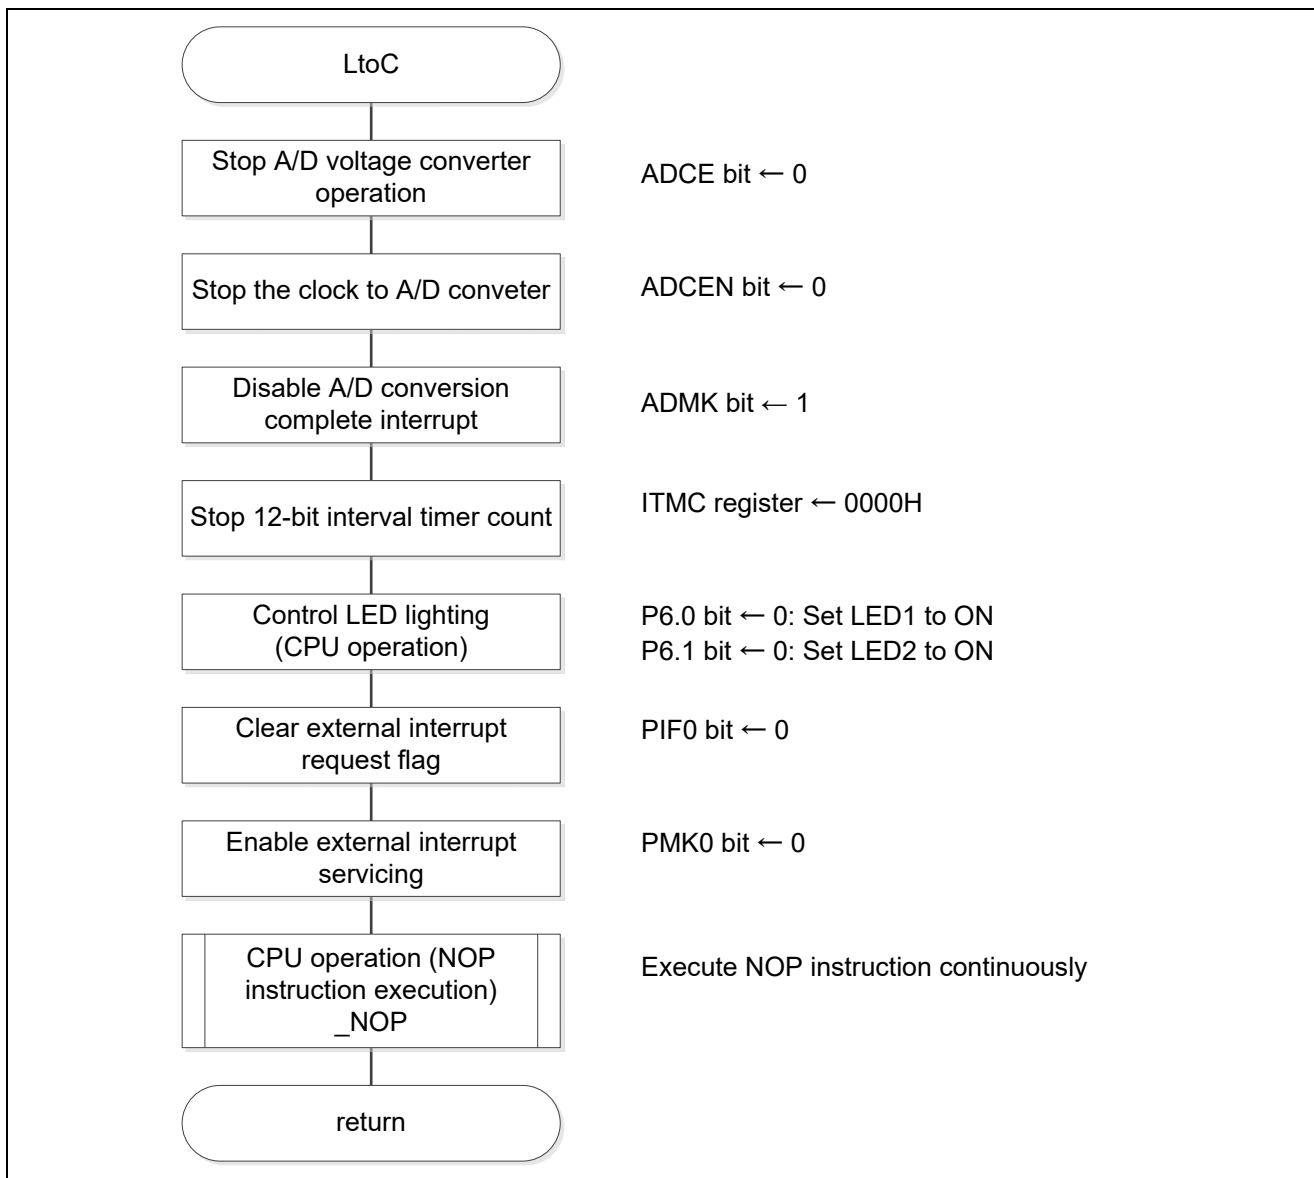 LtoC
Stop A/D voltage converter
operation
ADCE bit ← 0
Stop the clock to A/D conveter
ADCEN bit ← 0
Disable A/D conversion
complete interrupt
ADMK bit ← 1
Stop 12-bit interval timer count
ITMC register ← 0000H
Control LED lighting
(CPU operation)
P6.0 bit ← 0: Set LED1 to ON
P6.1 bit ← 0: Set LED2 to ON
Clear external interrupt
request flag
PIF0 bit ← 0
Enable external interrupt
servicing
PMK0 bit ← 0
CPU operation (NOP
instruction execution)
_NOP
Execute NOP instruction continuously
return